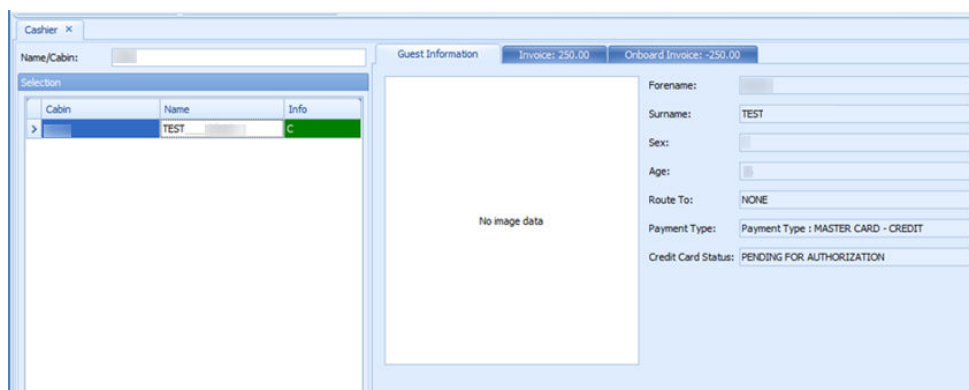 Cashier ×
Name/Cabin:
Selection
Cabin Name Info
> TEST C
Guest Information Invoice: 250.00 Onboard Invoice: -250.00
No image data
Forename:
Surname: TEST
Sex:
Age:
Route To: NONE
Payment Type: Payment Type : MASTER CARD - CREDIT
Credit Card Status: PENDING FOR AUTHORIZATION